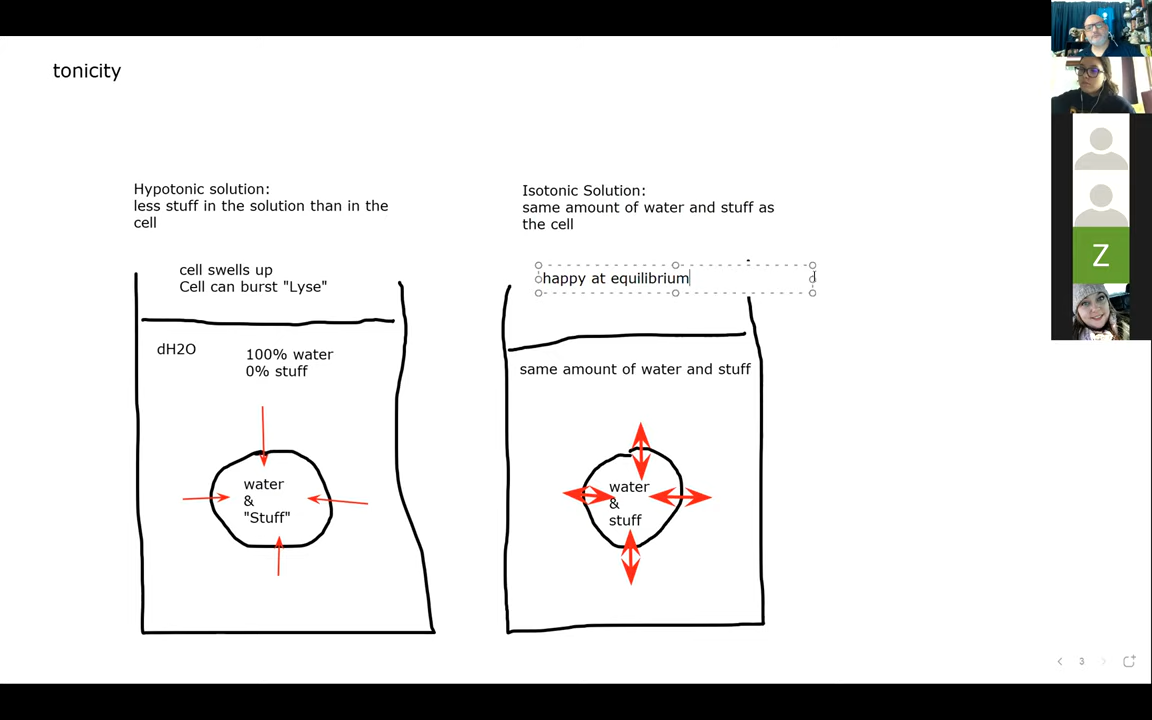 tonicity
Hypotonic solution:
less stuff in the solution than in the
cell
cell swells up
Cell can burst "Lyse"
dH2O
100% water
0% stuff
water
&
"Stuff"
Isotonic Solution:
same amount of water and stuff as
the cell
happy at equilibrium
same amount of water and stuff
water
&
stuff
Z
3